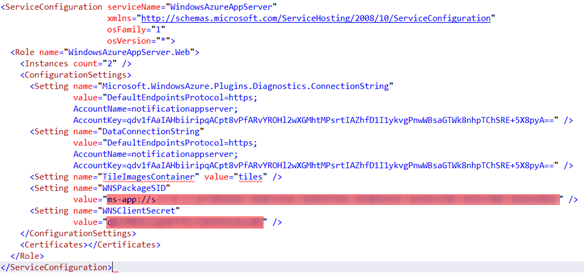 <ServiceConfiguration serviceName="WindowsAzureAppServer"
xmlns="http://schemas.microsoft.com/ServiceHosting/2008/10/ServiceConfiguration"
osFamily="1"
osVersion="*">
<Role name="WindowsAzureAppServer.Web">
<Instances count="2" />
<ConfigurationSettings>
<Setting name="Microsoft.WindowsAzure.Plugins.Diagnostics.ConnectionString"
value="DefaultEndpointsProtocol=https;
AccountName=notificationappserver;
AccountKey=qdv1fAaIAHbiiripqACpt8vPfARvYROHl2wXGMhtMPsrtIAZhfD1I1ykvgPnwWBsaGTWk8nhpTChSRE+5X8pyA==" />
<Setting name="DataConnectionString"
value="DefaultEndpointsProtocol=https;
AccountName=notificationappserver;
AccountKey=qdv1fAaIAHbiiripqACpt8vPfARvYROHl2wXGMhtMPsrtIAZhfD1I1ykvgPnwWBsaGTWk8nhpTChSRE+5X8pyA==" />
<Setting name="TileImagesContainer" value="tiles" />
<Setting name="WNSPackageSID"
value="ms-app://s-" />
<Setting name="WNSClientSecret"
value=" />
</ConfigurationSettings>
<Certificates></Certificates>
</Role>
</ServiceConfiguration>